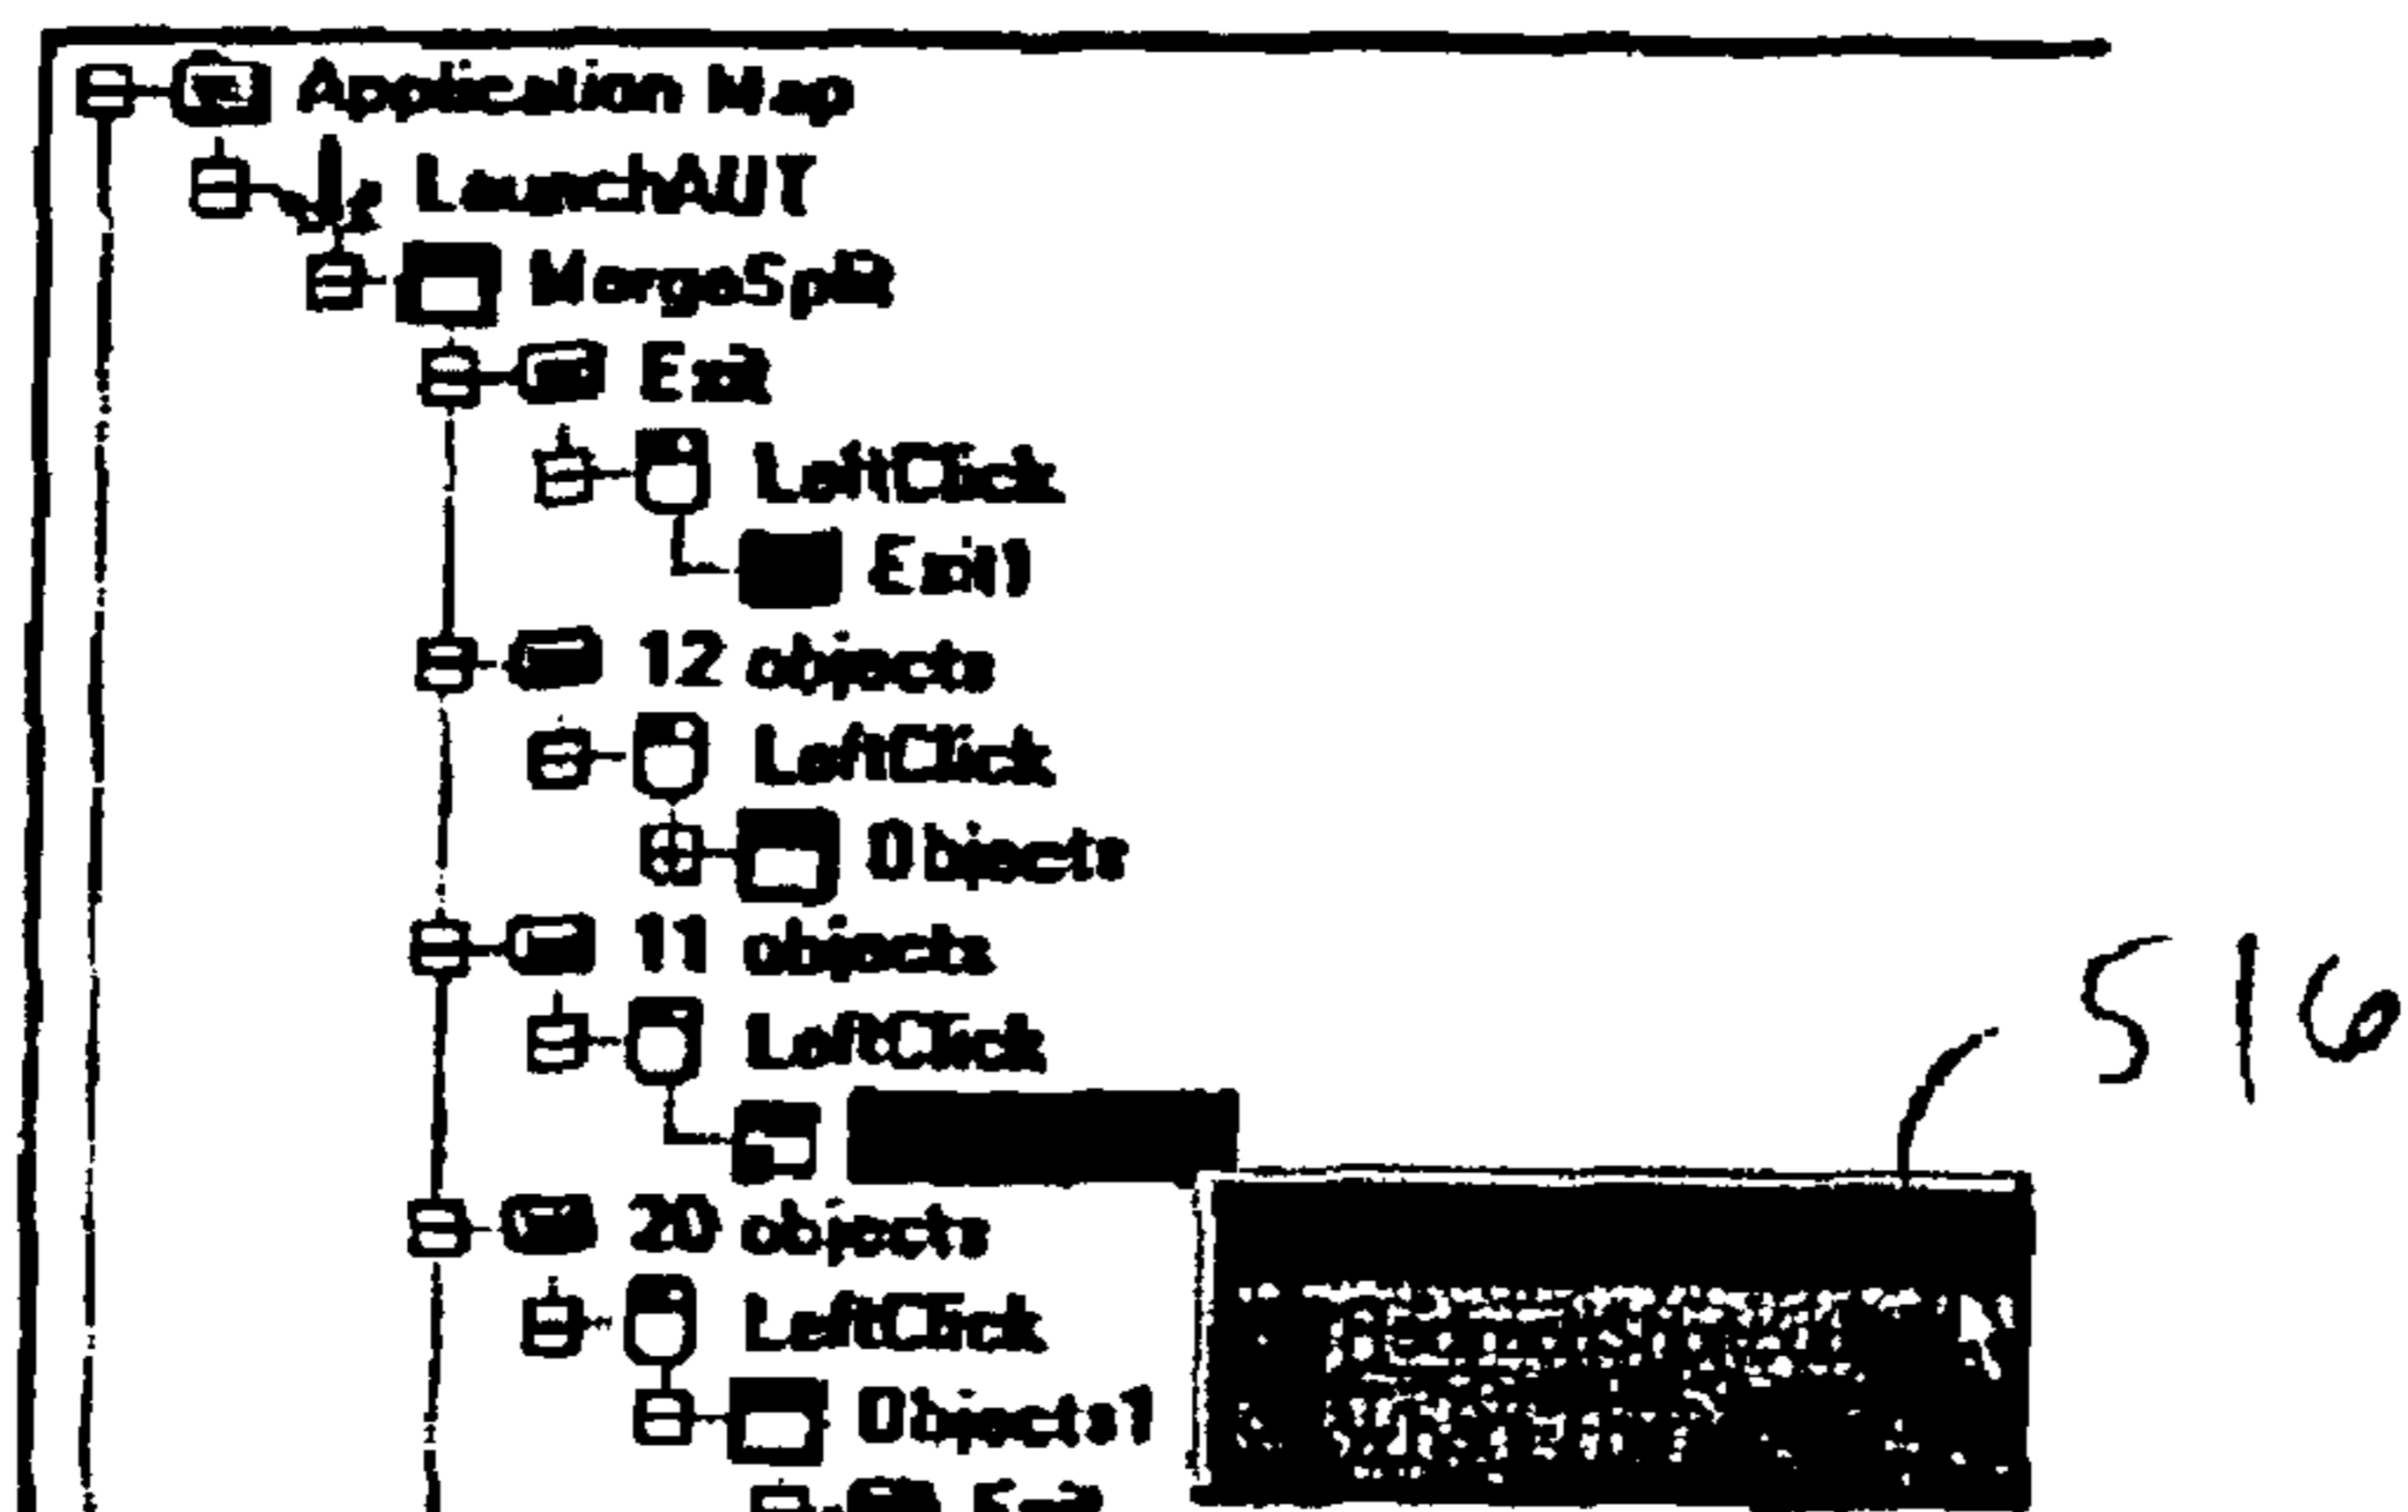 Application Map
LaunchAUT
MergeSplit
Exit
LeftClick
Exit1
12 objects
LeftClick
Objects
11 objects
LeftClick
516
20 objects
LeftClick
Objects1